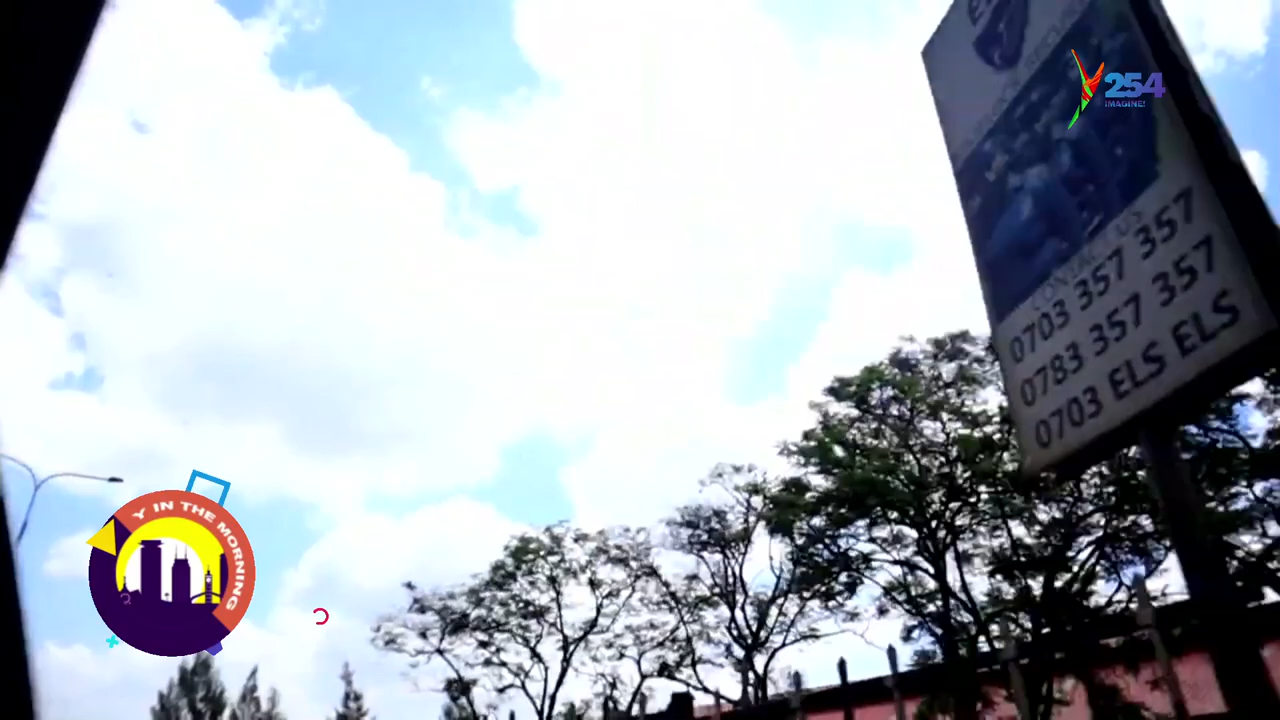 254
IMAGINE!
CONTACT US
0703 357 357
0783 357 357
0703 ELS ELS
Y IN THE MORNING